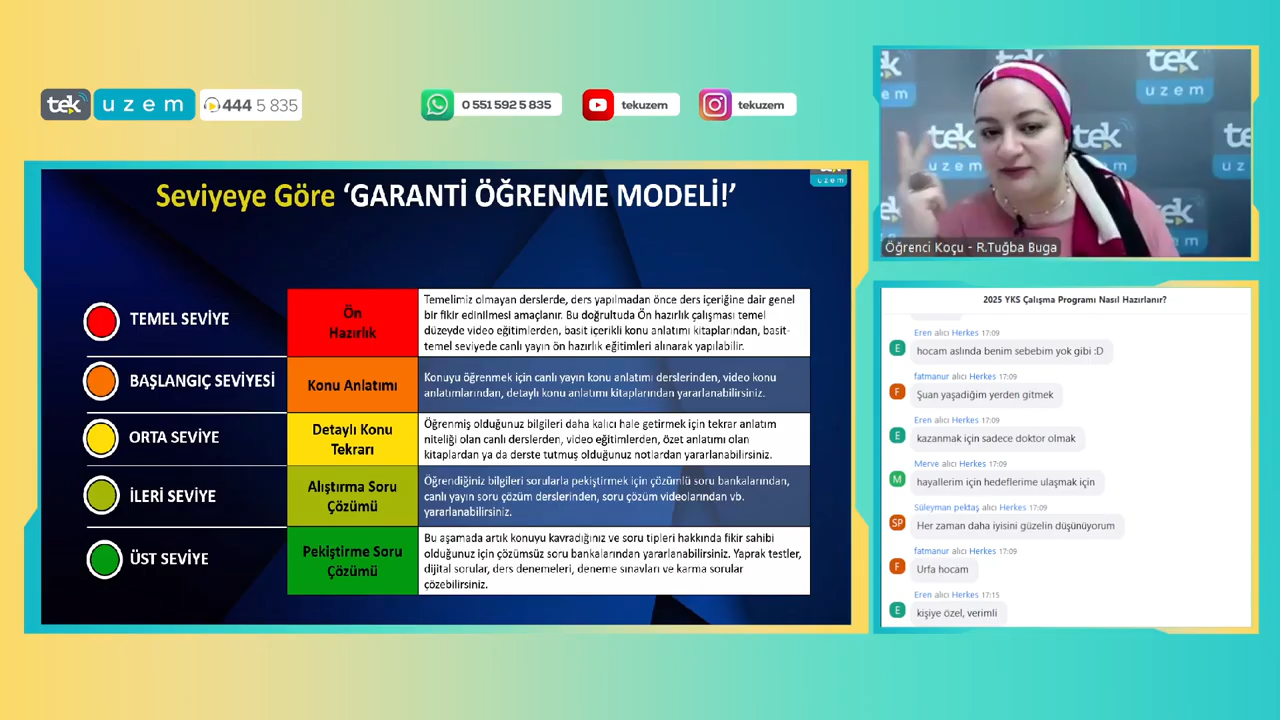 tek uzem 444 5 835
0 551 592 5 835
tekuzem
tekuzem
uzem
Seviyeye Göre ‘GARANTİ ÖĞRENME MODELİ!’
TEMEL SEVİYE
Ön
Hazırlık
Temelimiz olmayan derslerde, ders yapılmadan önce ders içeriğine dair genel
bir fikir edinilmesi amaçlanır. Bu doğrultuda Ön hazırlık çalışması temel
düzeyde video eğitimlerden, basit içerikli konu anlatımı kitaplarından, basit-
temel seviyede canlı yayın ön hazırlık eğitimleri alınarak yapılabilir.
BAŞLANGIÇ SEVİYESİ
Konu Anlatımı
Konuyu öğrenmek için canlı yayın konu anlatımı derslerinden, video konu
anlatımlarından, detaylı konu anlatımı kitaplarından yararlanabilirsiniz.
ORTA SEVİYE
Detaylı Konu
Tekrarı
Öğrenmiş olduğunuz bilgileri daha kalıcı hale getirmek için tekrar anlatım
niteliği olan canlı derslerden, video eğitimlerden, özet anlatımı olan
kitaplardan ya da derste tutmuş olduğunuz notlardan yararlanabilirsiniz.
İLERİ SEVİYE
Alıştırma Soru
Çözümü
Öğrendiğiniz bilgileri sorularla pekiştirmek için çözümlü soru bankalarından,
canlı yayın soru çözüm derslerinden, soru çözüm videolarından vb.
yararlanabilirsiniz.
ÜST SEVİYE
Pekiştirme Soru
Çözümü
Bu aşamada artık konuyu kavradığınız ve soru tipleri hakkında fikir sahibi
olduğunuz için çözümsüz soru bankalarından yararlanabilirsiniz. Yaprak testler,
dijital sorular, ders denemeleri, deneme sınavları ve karma sorular
çözebilirsiniz.
tek
uzem
tek
uzem
tek
uzem
Öğrenci Koçu - R.Tuğba Buga
2025 YKS Çalışma Programı Nasıl Hazırlanır?
Eren alıcı Herkes 17:09
E hocam aslında benim sebebim yok gibi :D
fatmanur alıcı Herkes 17:09
F Şuan yaşadiğim yerden gitmek
Eren alıcı Herkes 17:09
E kazanmak için sadece doktor olmak
Merve alıcı Herkes 17:09
M hayallerim için hedeflerime ulaşmak için
Süleyman pektaş alıcı Herkes 17:09
SP Her zaman daha iyisini güzelin düşünüyorum
fatmanur alıcı Herkes 17:09
F Urfa hocam
Eren alıcı Herkes 17:15
E kişiye özel, verimli